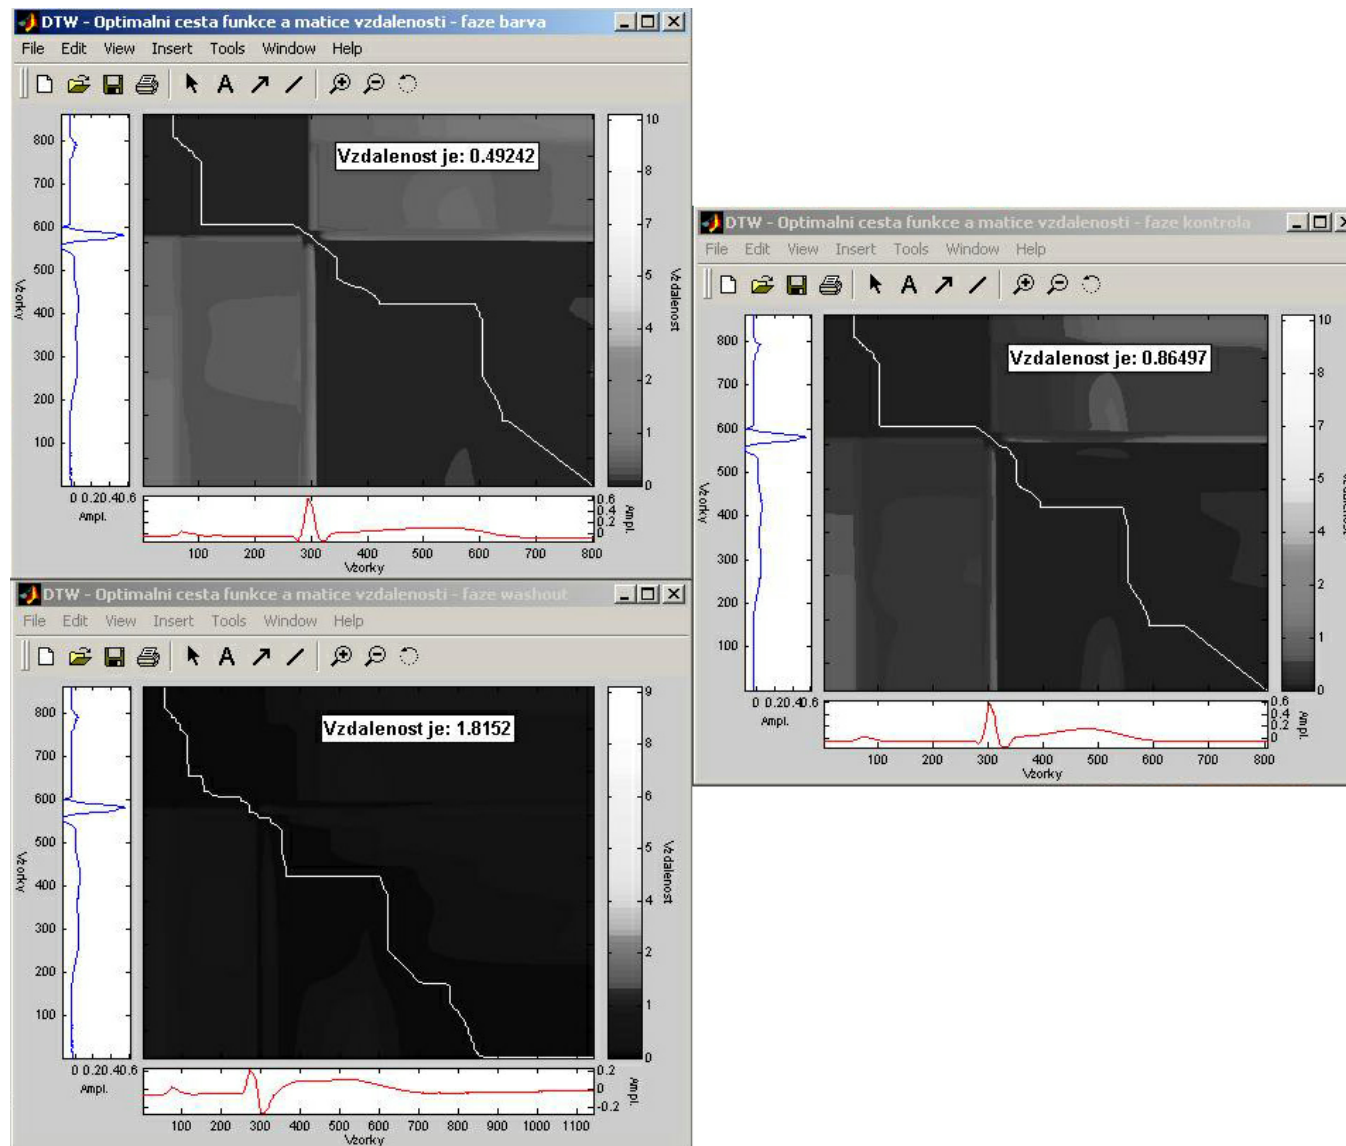 DTW - Optimalni cesta funkce a matice vzdalenosti - faze barva
File Edit View Insert Tools Window Help
Vzdalenost je: 0.49242
800
700
600
500
400
300
200
100
Vzorky
0 0.20.40.6
Ampl.
10
8
7
5
4
2
1
0
Vzdalenost
0.6
0.4
0.2
0
Ampl.
100 200 300 400 500 600 700 800
Vzorky
DTW - Optimalni cesta funkce a matice vzdalenosti - faze kontrola
File Edit View Insert Tools Window Help
Vzdalenost je: 0.86497
800
700
600
500
400
300
200
100
Vzorky
0 0.20.40.6
Ampl.
10
8
7
5
4
2
1
0
0.6
0.4
0.2
0
Ampl.
100 200 300 400 500 600 700 800
Vzorky
DTW - Optimalni cesta funkce a matice vzdalenosti - faze washout
File Edit View Insert Tools Window Help
Vzdalenost je: 1.8152
800
700
600
500
400
300
200
100
Vzorky
0 0.20.40.6
Ampl.
9
8
6
5
4
2
1
0
Vzdalenost
0.2
0
-0.2
Ampl.
100 200 300 400 500 600 700 800 900 1000 1100
Vzorky